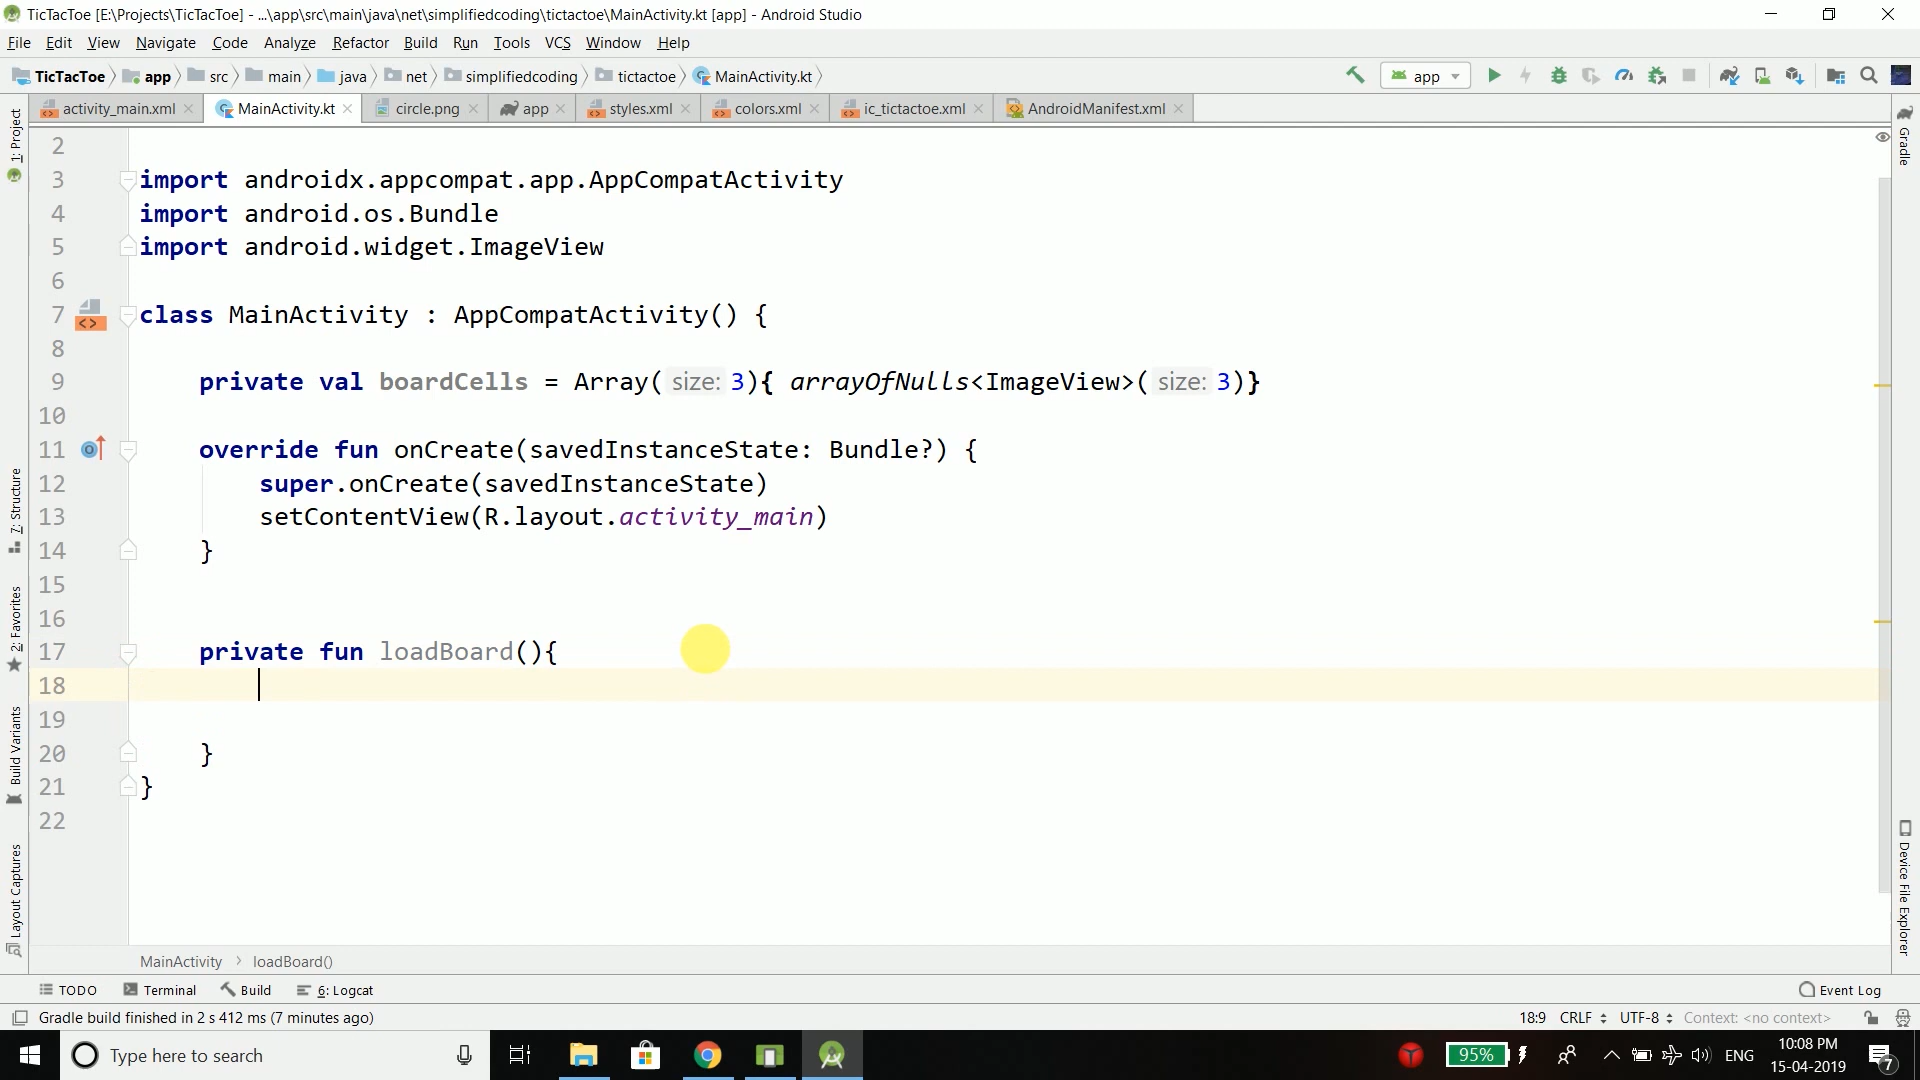 TicTacToe [E:\Projects\TicTacToe] - ...\app\src\main\java\net\simplifiedcoding\tictactoe\MainActivity.kt [app] - Android Studio
File Edit View Navigate Code Analyze Refactor Build Run Tools VCS Window Help
TicTacToe app src main java net simplifiedcoding tictactoe MainActivity.kt app
activity_main.xml MainActivity.kt circle.png app styles.xml colors.xml ic_tictactoe.xml AndroidManifest.xml
1: Project
7: Structure
2: Favorites
Build Variants
Layout Captures
2
3 import androidx.appcompat.app.AppCompatActivity
4 import android.os.Bundle
5 import android.widget.ImageView
6
7 class MainActivity : AppCompatActivity() {
8
9 private val boardCells = Array( size: 3){ arrayOfNulls<ImageView>( size: 3)}
10
11 override fun onCreate(savedInstanceState: Bundle?) {
12 super.onCreate(savedInstanceState)
13 setContentView(R.layout.activity_main)
14 }
15
16
17 private fun loadBoard(){
18
19
20 }
21 }
22
Gradle
Device File Explorer
MainActivity loadBoard()
TODO Terminal Build 6: Logcat Event Log
Gradle build finished in 2 s 412 ms (7 minutes ago) 18:9 CRLF UTF-8 Context: <no context>
Type here to search 95% ENG 10:08 PM
15-04-2019 7